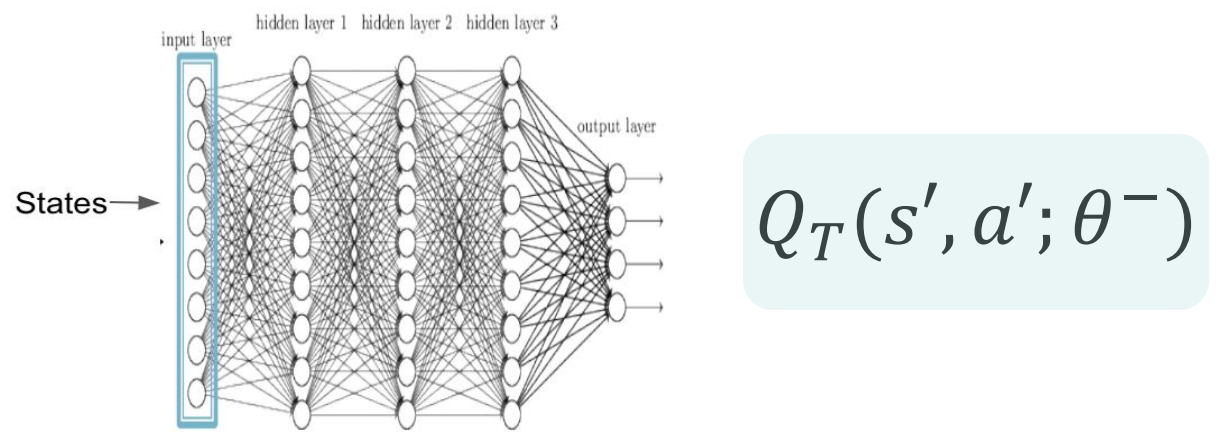 hidden layer 1 hidden layer 2 hidden layer 3
input layer
output layer
States
Q_T(s′, a′; θ⁻)